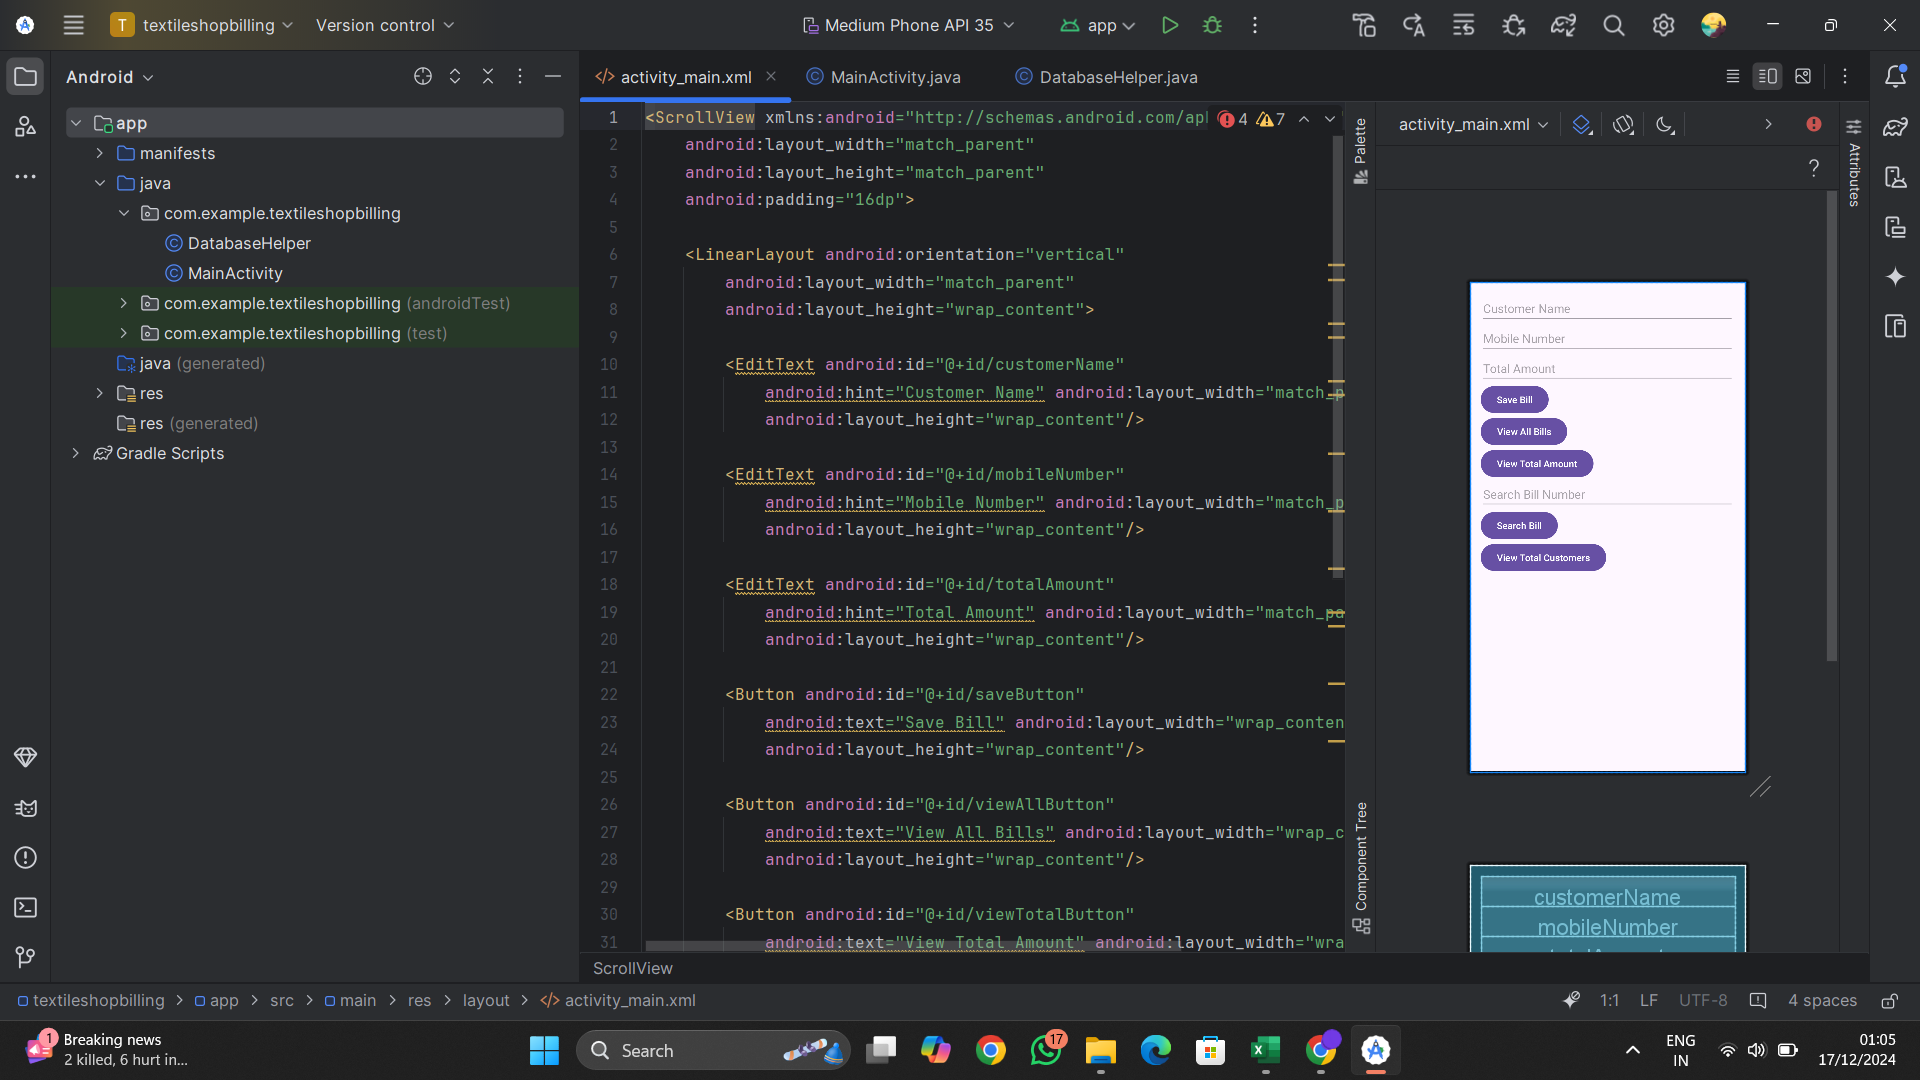 T textileshopbilling Version control Medium Phone API 35 app
Android
app
manifests
java
com.example.textileshopbilling
DatabaseHelper
MainActivity
com.example.textileshopbilling (androidTest)
com.example.textileshopbilling (test)
java (generated)
res
res (generated)
Gradle Scripts
activity_main.xml MainActivity.java DatabaseHelper.java
4 7
1 <ScrollView xmlns:android="http://schemas.android.com/ap
2 android:layout_width="match_parent"
3 android:layout_height="match_parent"
4 android:padding="16dp">
5
6 <LinearLayout android:orientation="vertical"
7 android:layout_width="match_parent"
8 android:layout_height="wrap_content">
9
10 <EditText android:id="@+id/customerName"
11 android:hint="Customer Name" android:layout_width="match_p
12 android:layout_height="wrap_content"/>
13
14 <EditText android:id="@+id/mobileNumber"
15 android:hint="Mobile Number" android:layout_width="match_p
16 android:layout_height="wrap_content"/>
17
18 <EditText android:id="@+id/totalAmount"
19 android:hint="Total Amount" android:layout_width="match_pa
20 android:layout_height="wrap_content"/>
21
22 <Button android:id="@+id/saveButton"
23 android:text="Save Bill" android:layout_width="wrap_conten
24 android:layout_height="wrap_content"/>
25
26 <Button android:id="@+id/viewAllButton"
27 android:text="View All Bills" android:layout_width="wrap_c
28 android:layout_height="wrap_content"/>
29
30 <Button android:id="@+id/viewTotalButton"
31 android:text="View Total Amount" android:layout_width="wra
ScrollView
Palette
Component Tree
activity_main.xml
?
Attributes
Customer Name
Mobile Number
Total Amount
Save Bill
View All Bills
View Total Amount
Search Bill Number
Search Bill
View Total Customers
customerName
mobileNumber
textileshopbilling > app > src > main > res > layout > activity_main.xml
1:1 LF UTF-8 4 spaces
1
Breaking news
2 killed, 6 hurt in...
Search
17
ENG
IN
01:05
17/12/2024